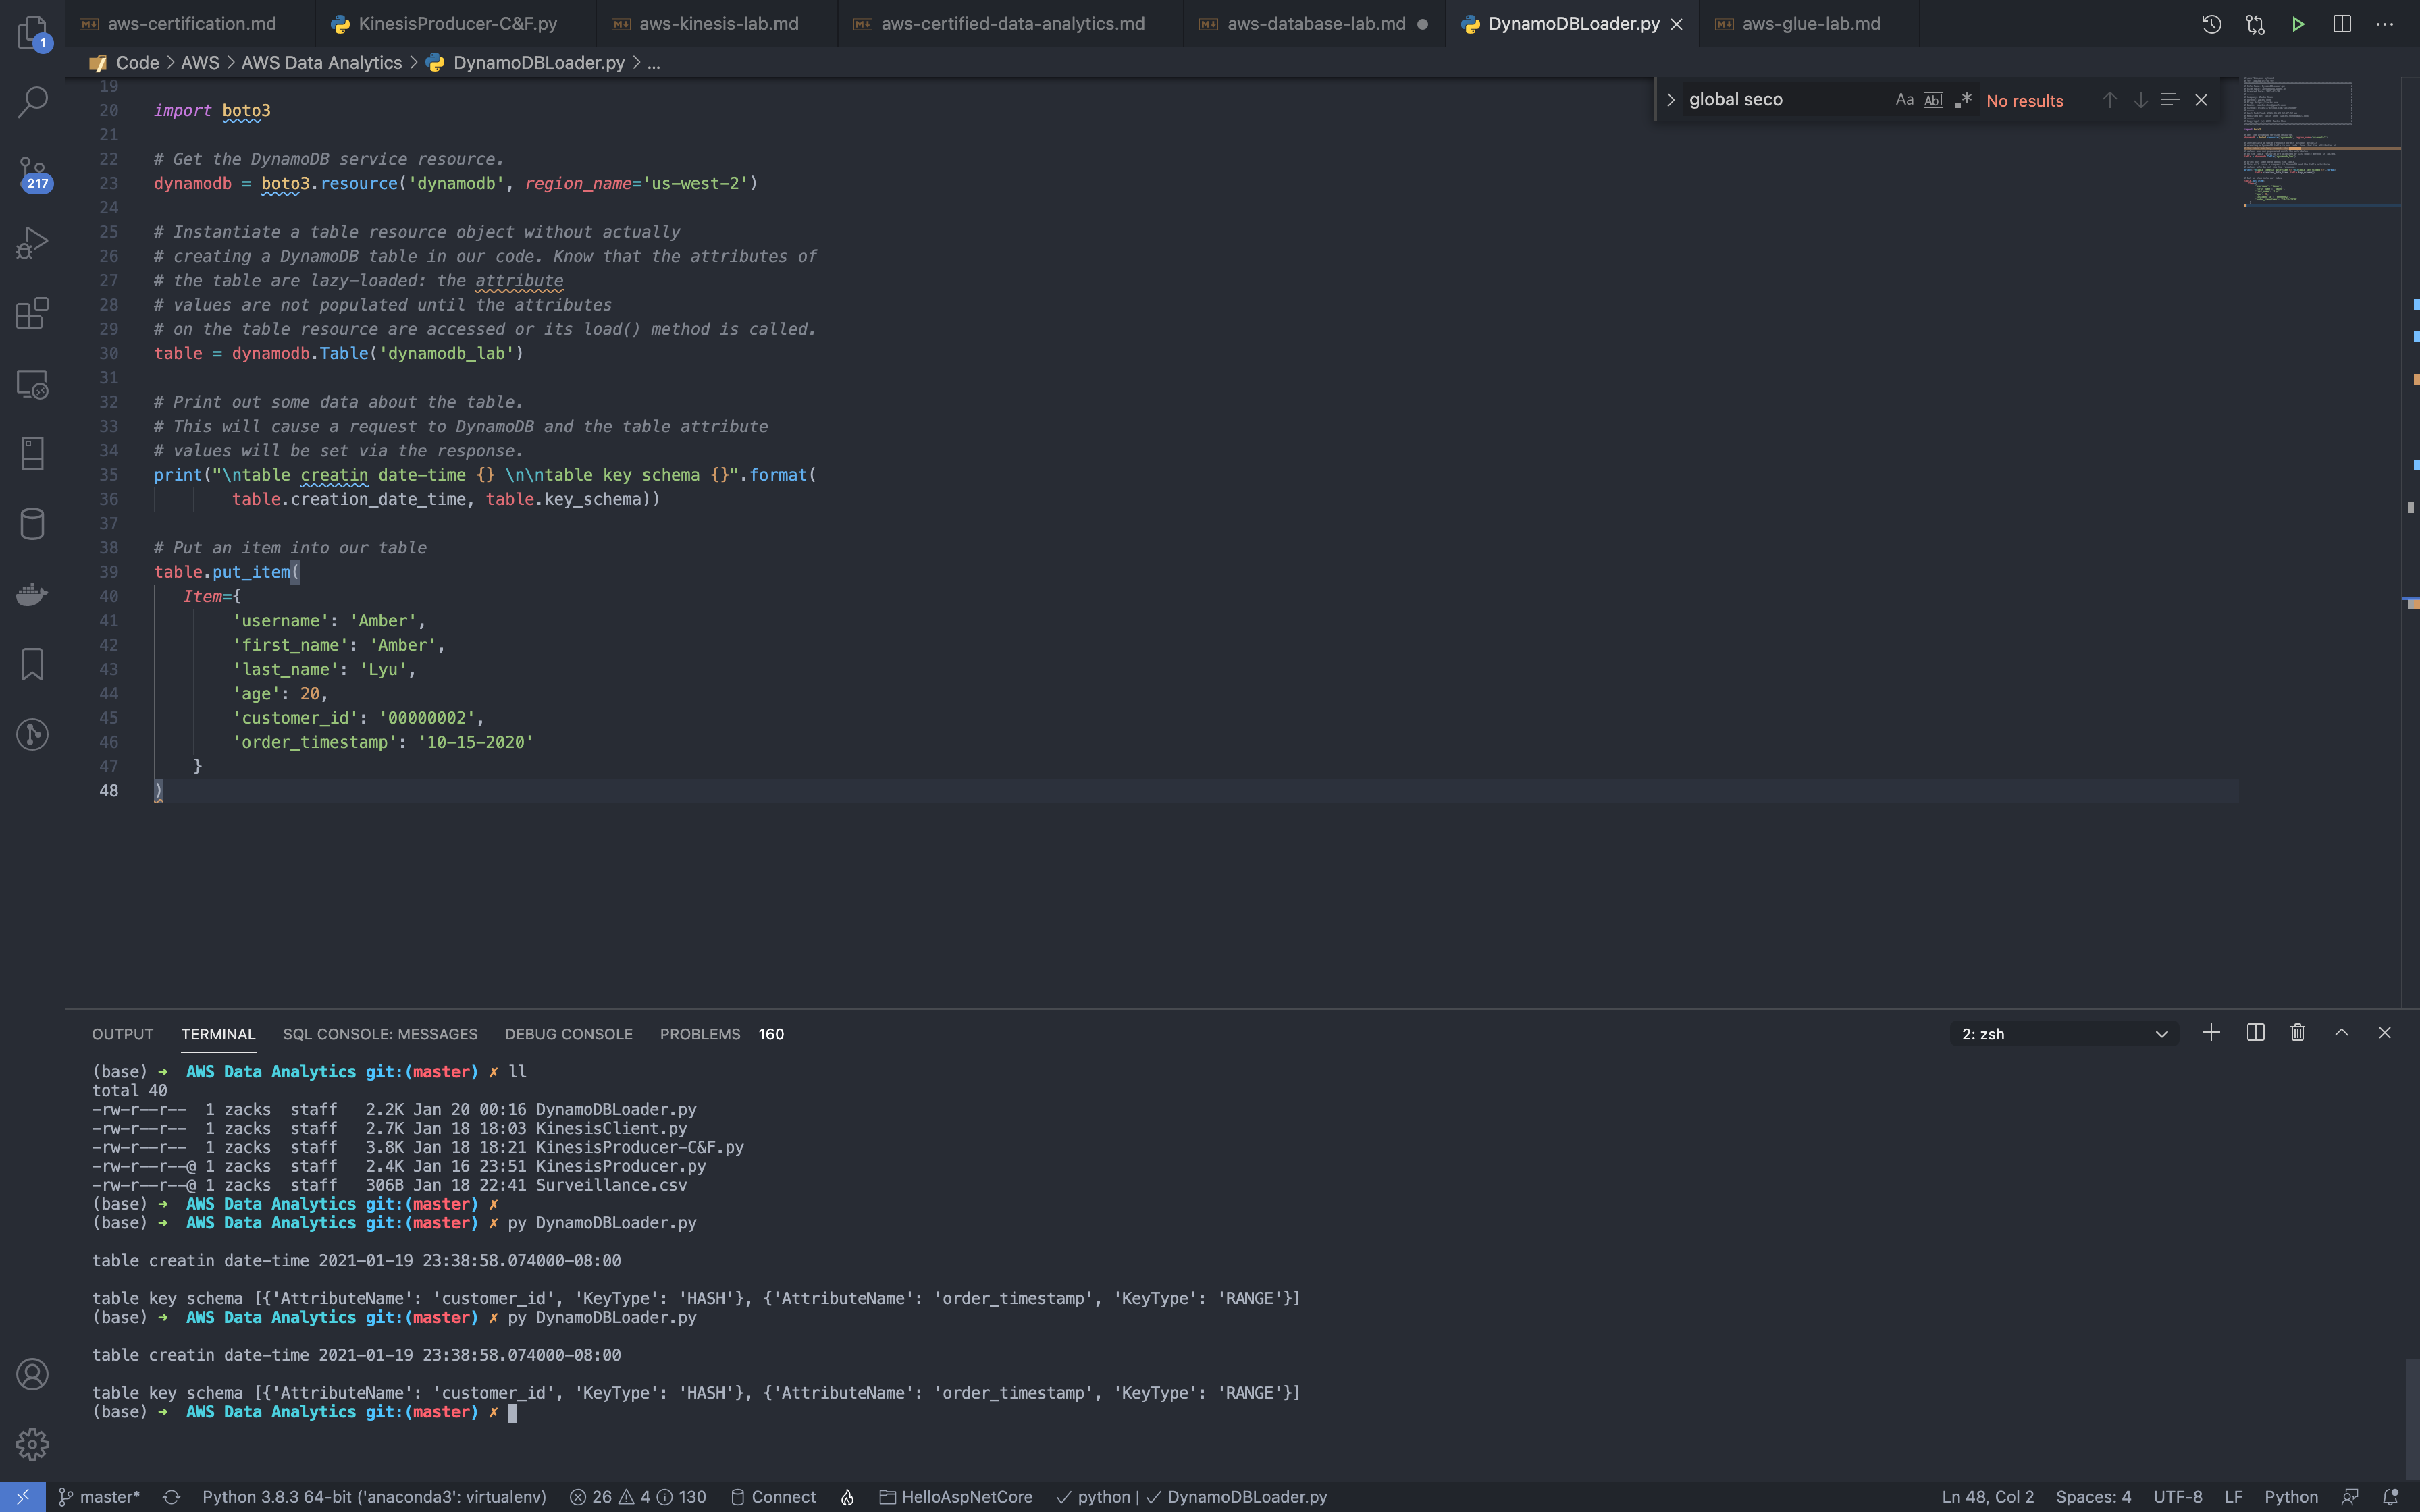 aws-certification.md KinesisProducer-C&F.py aws-kinesis-lab.md aws-certified-data-analytics.md aws-database-lab.md DynamoDBLoader.py aws-glue-lab.md
Code > AWS > AWS Data Analytics > DynamoDBLoader.py > ...
global seco Aa Abl .* No results
1
217
19
20 import boto3
21
22 # Get the DynamoDB service resource.
23 dynamodb = boto3.resource('dynamodb', region_name='us-west-2')
24
25 # Instantiate a table resource object without actually
26 # creating a DynamoDB table in our code. Know that the attributes of
27 # the table are lazy-loaded: the attribute
28 # values are not populated until the attributes
29 # on the table resource are accessed or its load() method is called.
30 table = dynamodb.Table('dynamodb_lab')
31
32 # Print out some data about the table.
33 # This will cause a request to DynamoDB and the table attribute
34 # values will be set via the response.
35 print("\ntable creatin date-time {} \n\ntable key schema {}".format(
36 table.creation_date_time, table.key_schema))
37
38 # Put an item into our table
39 table.put_item(
40 Item={
41 'username': 'Amber',
42 'first_name': 'Amber',
43 'last_name': 'Lyu',
44 'age': 20,
45 'customer_id': '00000002',
46 'order_timestamp': '10-15-2020'
47 }
48 )
OUTPUT TERMINAL SQL CONSOLE: MESSAGES DEBUG CONSOLE PROBLEMS 160 2: zsh
(base) → AWS Data Analytics git:(master) ✗ ll
total 40
-rw-r--r-- 1 zacks staff 2.2K Jan 20 00:16 DynamoDBLoader.py
-rw-r--r-- 1 zacks staff 2.7K Jan 18 18:03 KinesisClient.py
-rw-r--r-- 1 zacks staff 3.8K Jan 18 18:21 KinesisProducer-C&F.py
-rw-r--r--@ 1 zacks staff 2.4K Jan 16 23:51 KinesisProducer.py
-rw-r--r--@ 1 zacks staff 306B Jan 18 22:41 Surveillance.csv
(base) → AWS Data Analytics git:(master) ✗
(base) → AWS Data Analytics git:(master) ✗ py DynamoDBLoader.py
table creatin date-time 2021-01-19 23:38:58.074000-08:00
table key schema [{'AttributeName': 'customer_id', 'KeyType': 'HASH'}, {'AttributeName': 'order_timestamp', 'KeyType': 'RANGE'}]
(base) → AWS Data Analytics git:(master) ✗ py DynamoDBLoader.py
table creatin date-time 2021-01-19 23:38:58.074000-08:00
table key schema [{'AttributeName': 'customer_id', 'KeyType': 'HASH'}, {'AttributeName': 'order_timestamp', 'KeyType': 'RANGE'}]
(base) → AWS Data Analytics git:(master) ✗
master* Python 3.8.3 64-bit ('anaconda3': virtualenv) 26 4 130 Connect HelloAspNetCore ✓ python | ✓ DynamoDBLoader.py Ln 48, Col 2 Spaces: 4 UTF-8 LF Python